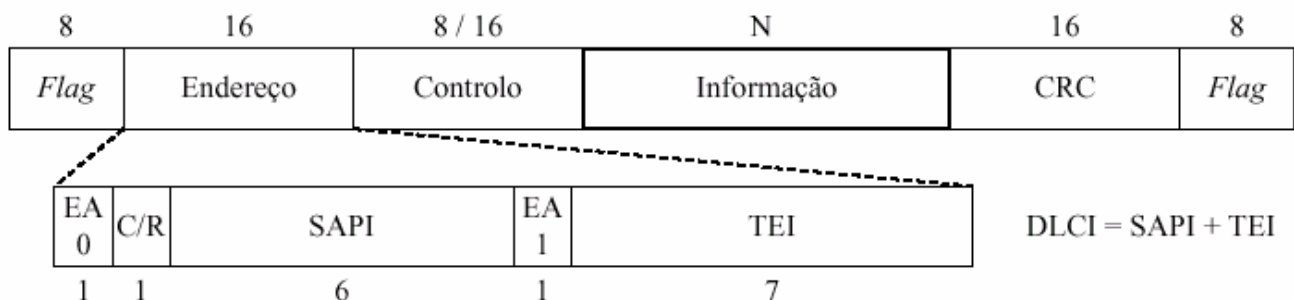 8 16 8 / 16 N 16 8
Flag Endereço Controlo Informação CRC Flag
EA 0 C/R SAPI EA 1 TEI DLCI = SAPI + TEI
1 1 6 1 7